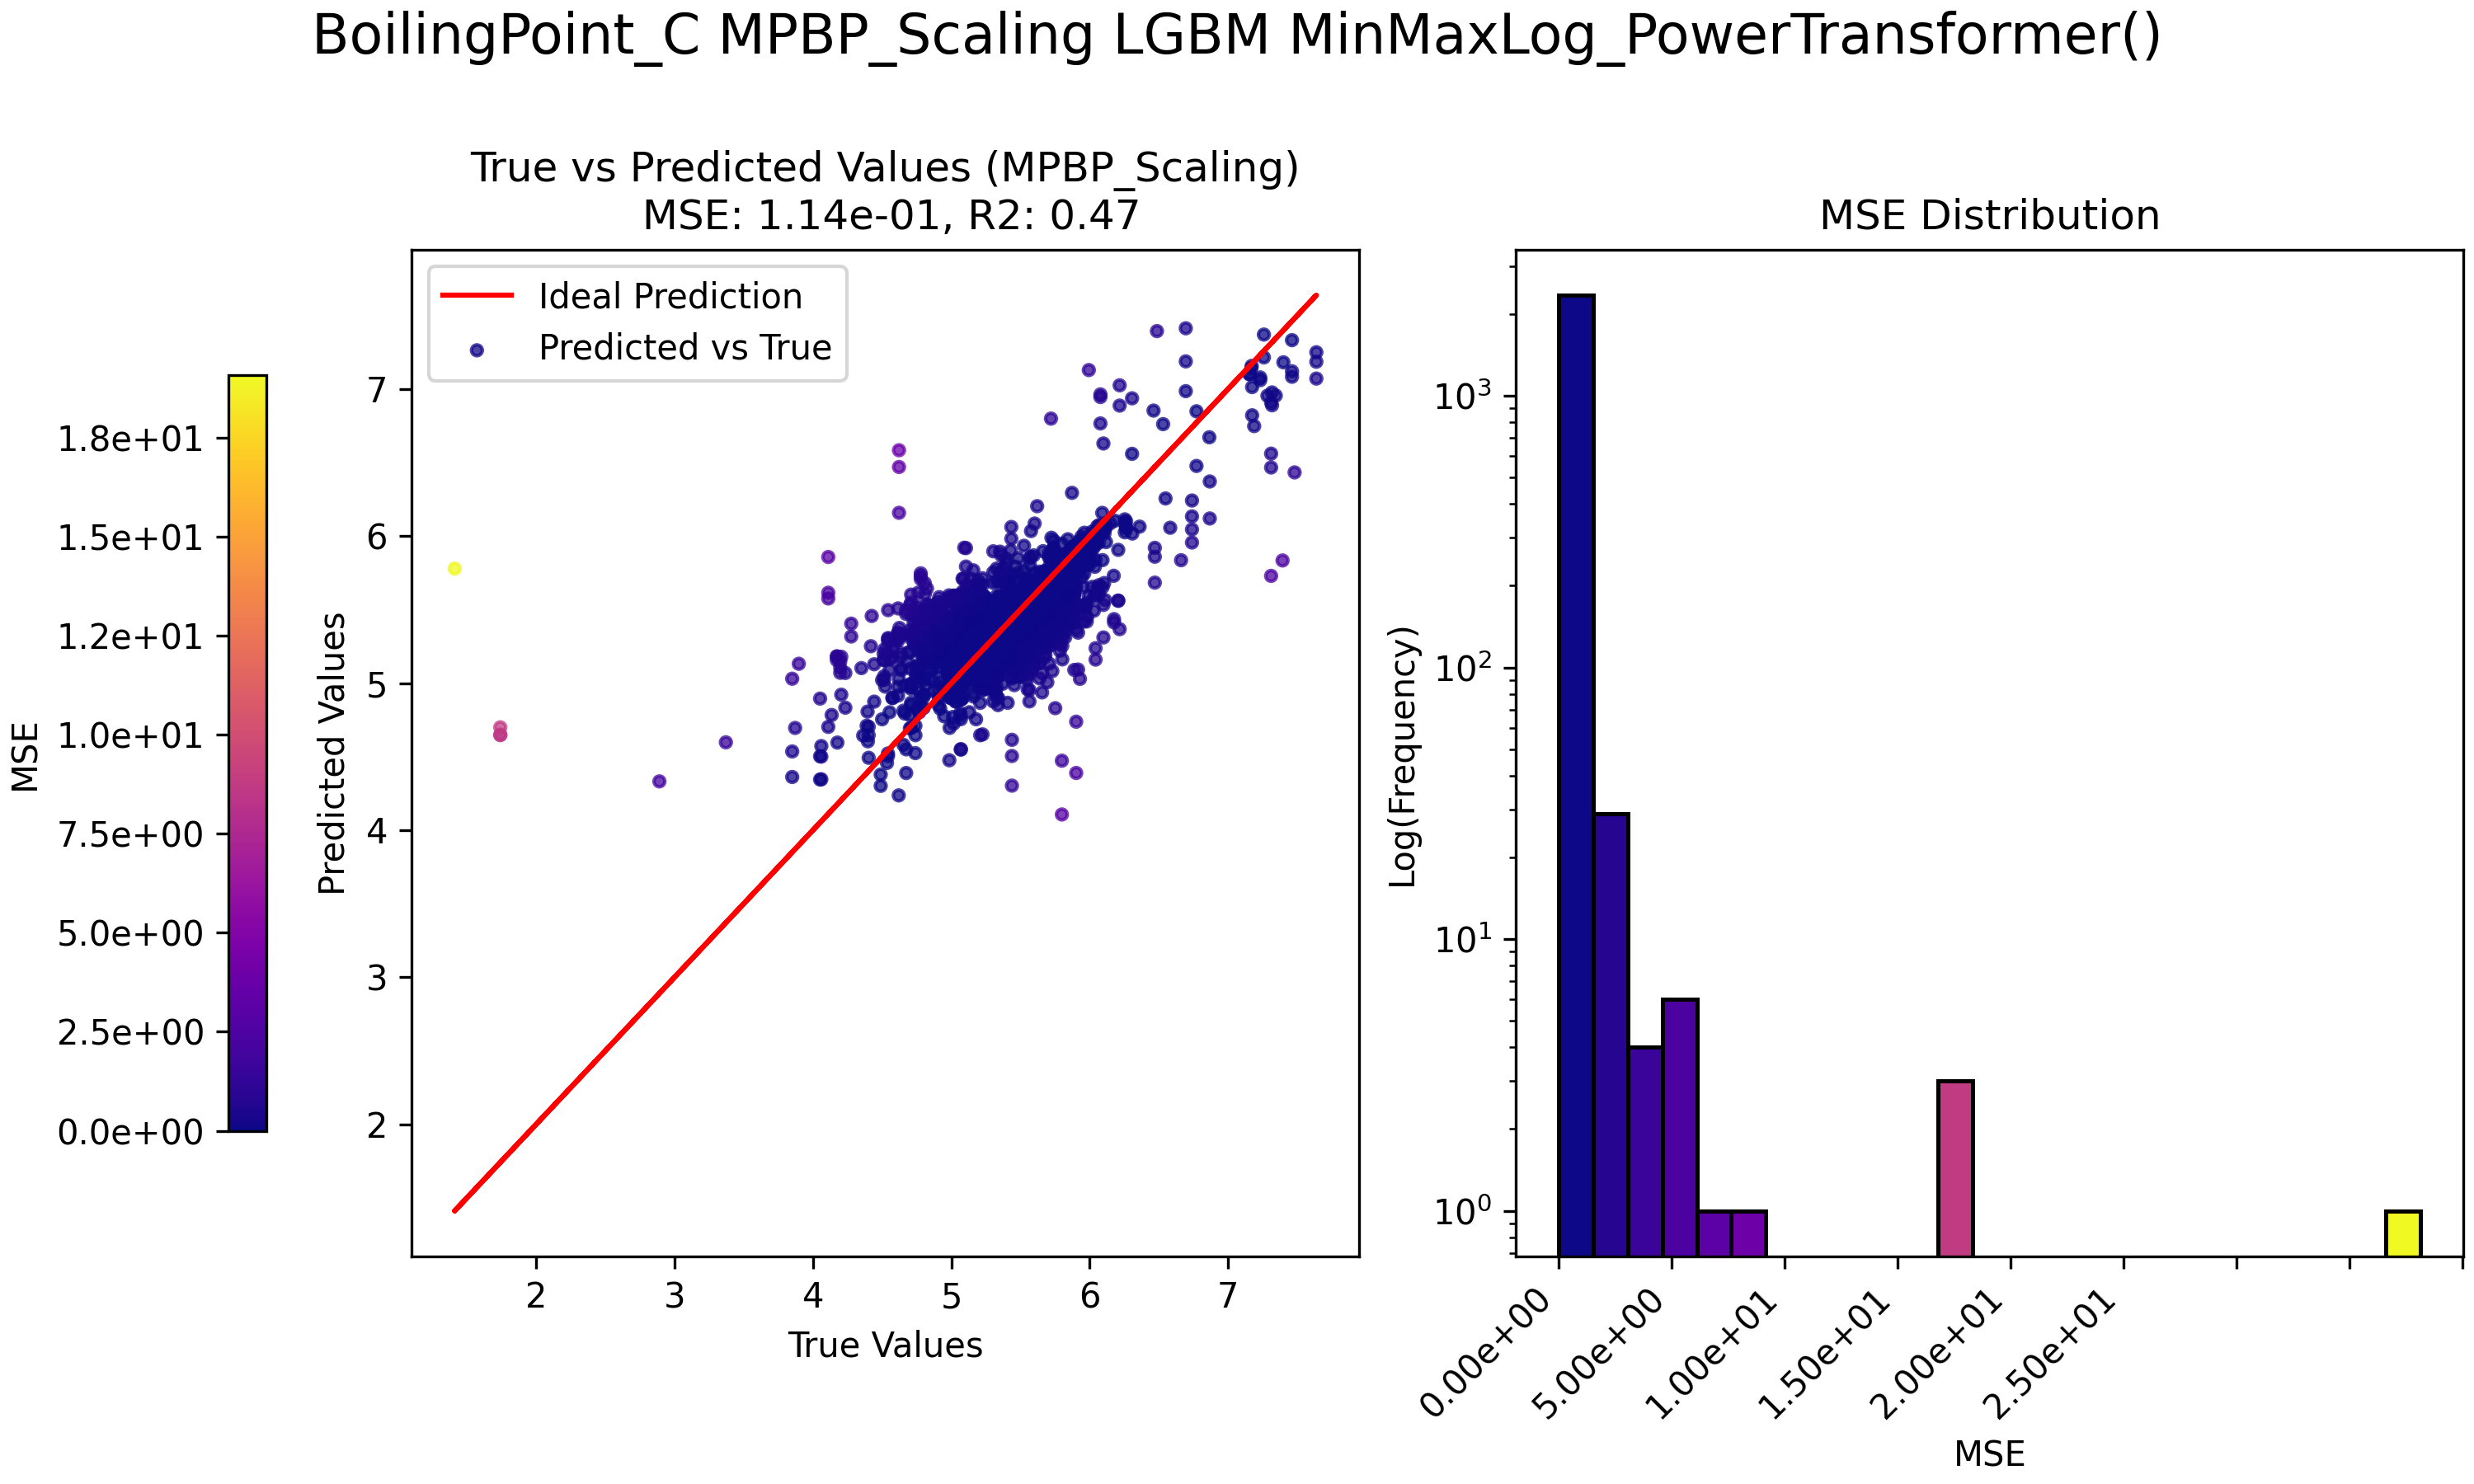 BoilingPoint_C MPBP_Scaling LGBM MinMaxLog_PowerTransformer()
MSE
1.8e+01
1.5e+01
1.2e+01
1.0e+01
7.5e+00
5.0e+00
2.5e+00
0.0e+00
True vs Predicted Values (MPBP_Scaling)
MSE: 1.14e-01, R2: 0.47
Ideal Prediction
Predicted vs True
Predicted Values
7
6
5
4
3
2
2 3 4 5 6 7
True Values
MSE Distribution
Log(Frequency)
10³
10²
10¹
10⁰
0.00e+00 5.00e+00 1.00e+01 1.50e+01 2.00e+01 2.50e+01
MSE